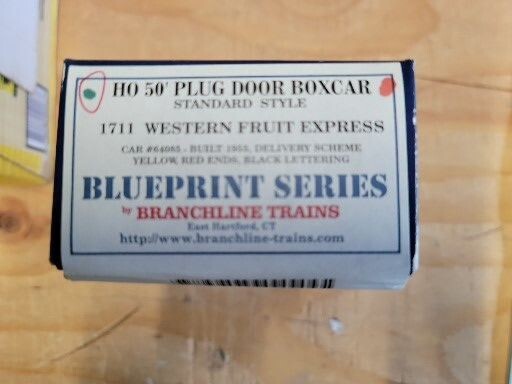 HO 50' PLUG DOOR BOXCAR
STANDARD STYLE
1711 WESTERN FRUIT EXPRESS
CAR #64085 - BUILT 1955, DELIVERY SCHEME
YELLOW, RED ENDS, BLACK LETTERING
BLUEPRINT SERIES
by BRANCHLINE TRAINS
East Hartford, CT
http://www.branchline-trains.com